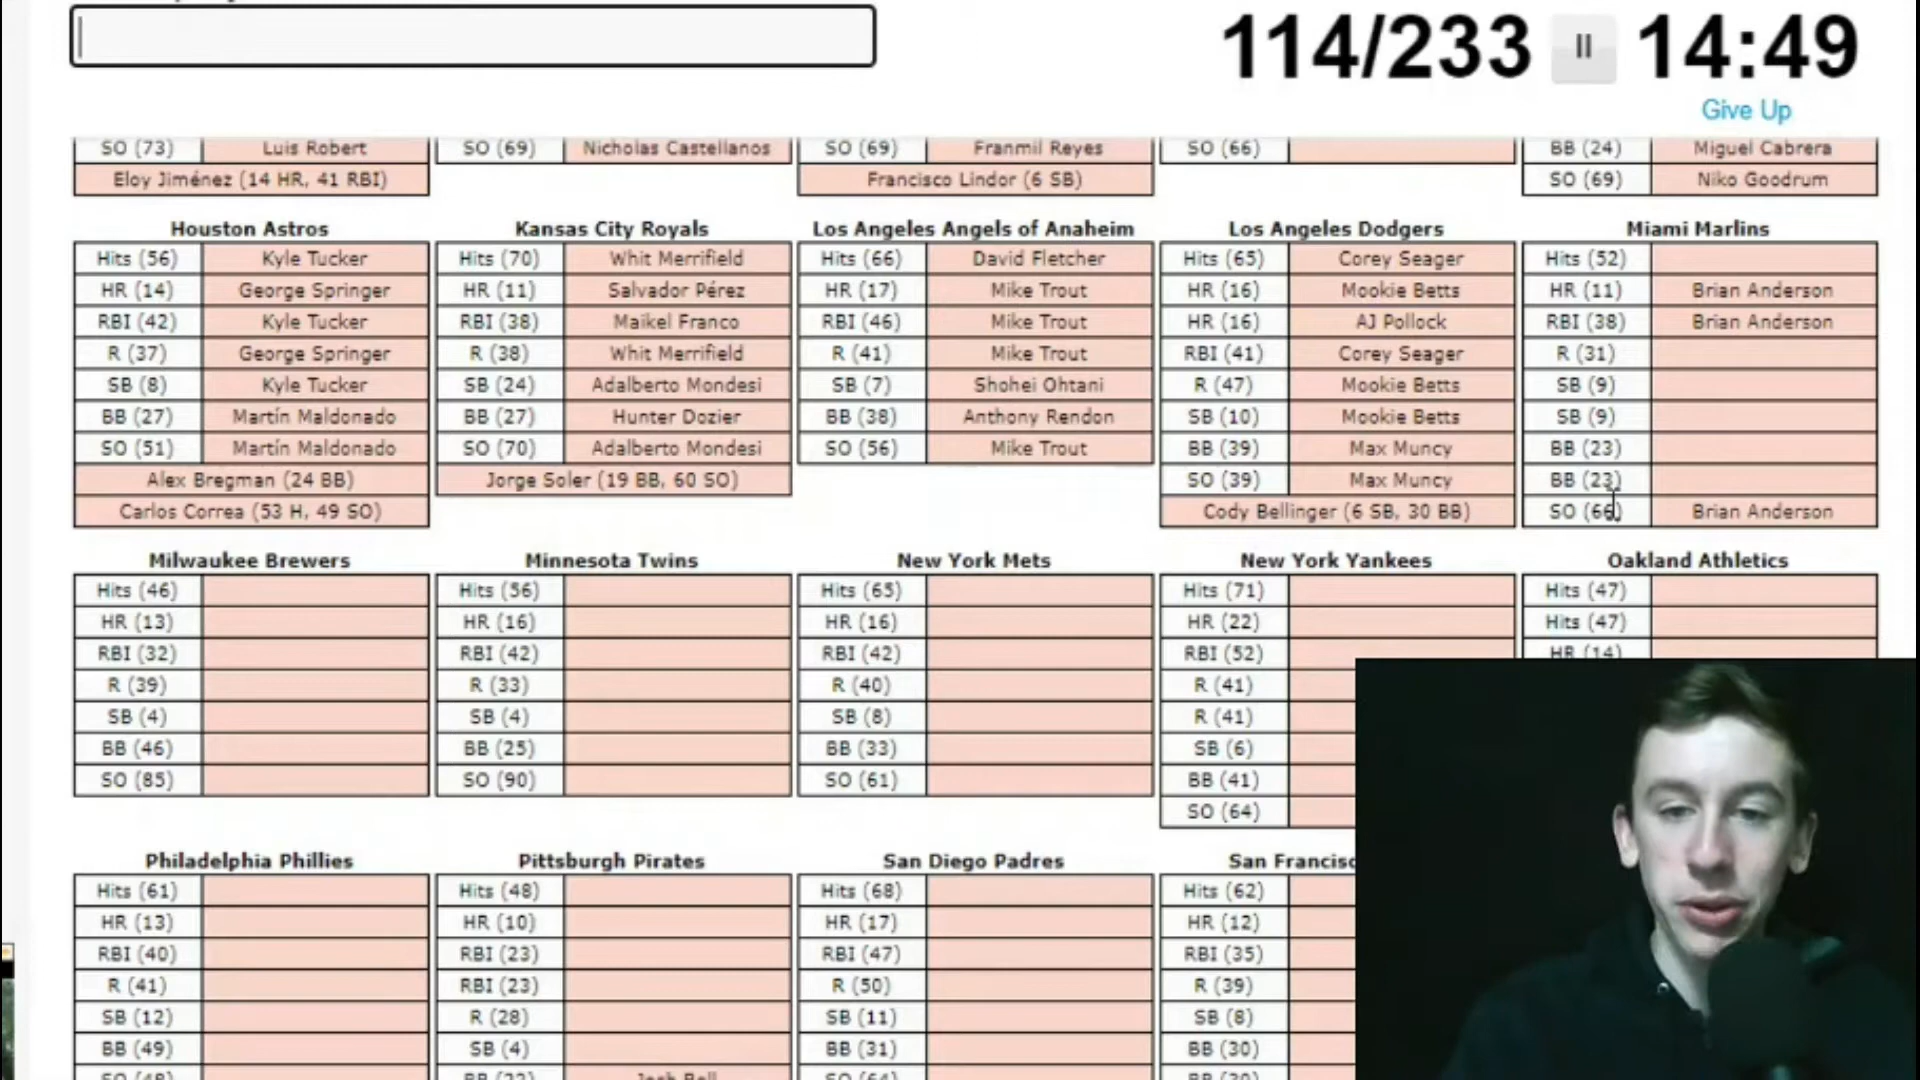 114/233 14:49
Give Up
SO (73) Luis Robert SO (69) Nicholas Castellanos SO (69) Franmil Reyes SO (66) BB (24) Miguel Cabrera
Eloy Jiménez (14 HR, 41 RBI) Francisco Lindor (6 SB) SO (69) Niko Goodrum
Houston Astros Kansas City Royals Los Angeles Angels of Anaheim Los Angeles Dodgers Miami Marlins
Hits (56) Kyle Tucker Hits (70) Whit Merrifield Hits (66) David Fletcher Hits (65) Corey Seager Hits (52)
HR (14) George Springer HR (11) Salvador Pérez HR (17) Mike Trout HR (16) Mookie Betts HR (11) Brian Anderson
RBI (42) Kyle Tucker RBI (38) Maikel Franco RBI (46) Mike Trout HR (16) AJ Pollock RBI (38) Brian Anderson
R (37) George Springer R (38) Whit Merrifield R (41) Mike Trout RBI (41) Corey Seager R (31)
SB (8) Kyle Tucker SB (24) Adalberto Mondesi SB (7) Shohei Ohtani R (47) Mookie Betts SB (9)
BB (27) Martín Maldonado BB (27) Hunter Dozier BB (38) Anthony Rendon SB (10) Mookie Betts SB (9)
SO (51) Martín Maldonado SO (70) Adalberto Mondesi SO (56) Mike Trout BB (39) Max Muncy BB (23)
Alex Bregman (24 BB) Jorge Soler (19 BB, 60 SO) SO (39) Max Muncy BB (23)
Carlos Correa (53 H, 49 SO) Cody Bellinger (6 SB, 30 BB) SO (66) Brian Anderson
Milwaukee Brewers Minnesota Twins New York Mets New York Yankees Oakland Athletics
Hits (46) Hits (56) Hits (65) Hits (71) Hits (47)
HR (13) HR (16) HR (16) HR (22) Hits (47)
RBI (32) RBI (42) RBI (42) RBI (52) HR (14)
R (39) R (33) R (40) R (41)
SB (4) SB (4) SB (8) R (41)
BB (46) BB (25) BB (33) SB (6)
SO (85) SO (90) SO (61) BB (41)
SO (64)
Philadelphia Phillies Pittsburgh Pirates San Diego Padres San Francisc
Hits (61) Hits (48) Hits (68) Hits (62)
HR (13) HR (10) HR (17) HR (12)
RBI (40) RBI (23) RBI (47) RBI (35)
R (41) RBI (23) R (50) R (39)
SB (12) R (28) SB (11) SB (8)
BB (49) SB (4) BB (31) BB (30)
SO (48) BB (22) Josh Bell SO (64) BB (30)